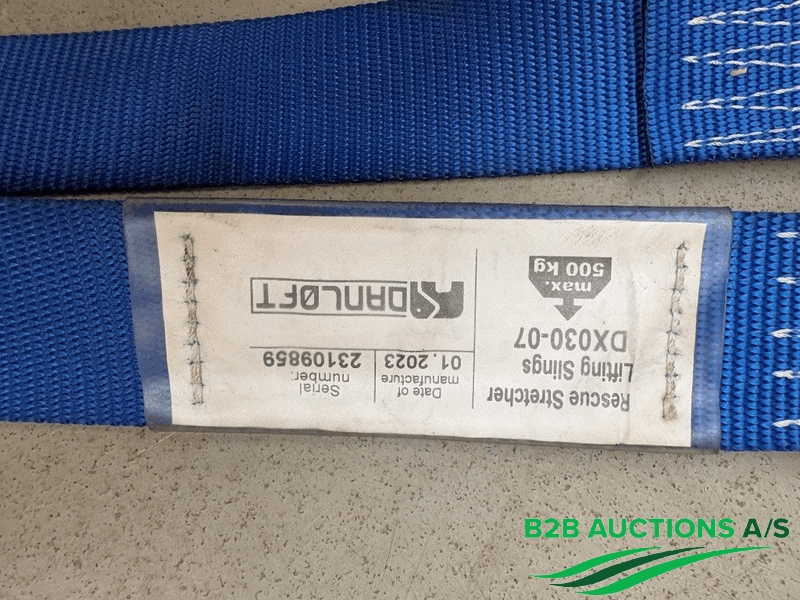 Rescue Stretcher
Lifting Slings
DX030-07
max.
500 kg
Date of
manufacture
01.2023
Serial
number:
23109859
DANLØFT
B2B AUCTIONS A/S